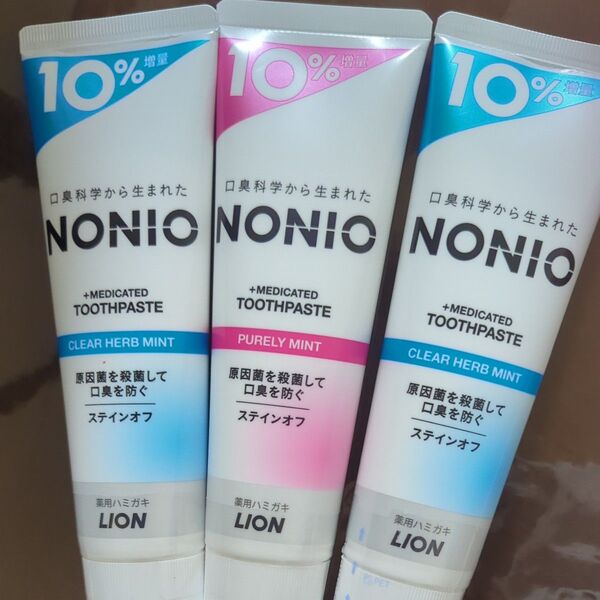 10%増量
口臭科学から生まれた
NONIO
+MEDICATED
TOOTHPASTE
CLEAR HERB MINT
原因菌を殺菌して
口臭を防ぐ
ステインオフ
薬用ハミガキ
LION
10%増量
口臭科学から生まれた
NONIO
+MEDICATED
TOOTHPASTE
PURELY MINT
原因菌を殺菌して
口臭を防ぐ
ステインオフ
薬用ハミガキ
LION
10%増量
口臭科学から生まれた
NONIO
+MEDICATED
TOOTHPASTE
CLEAR HERB MINT
原因菌を殺菌して
口臭を防ぐ
ステインオフ
薬用ハミガキ
LION